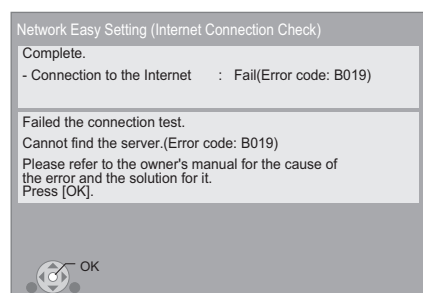 Network Easy Setting (Internet Connection Check)
Complete.
- Connection to the Internet : Fail(Error code: B019)
Failed the connection test.
Cannot find the server.(Error code: B019)
Please refer to the owner's manual for the cause of
the error and the solution for it.
Press [OK].
OK